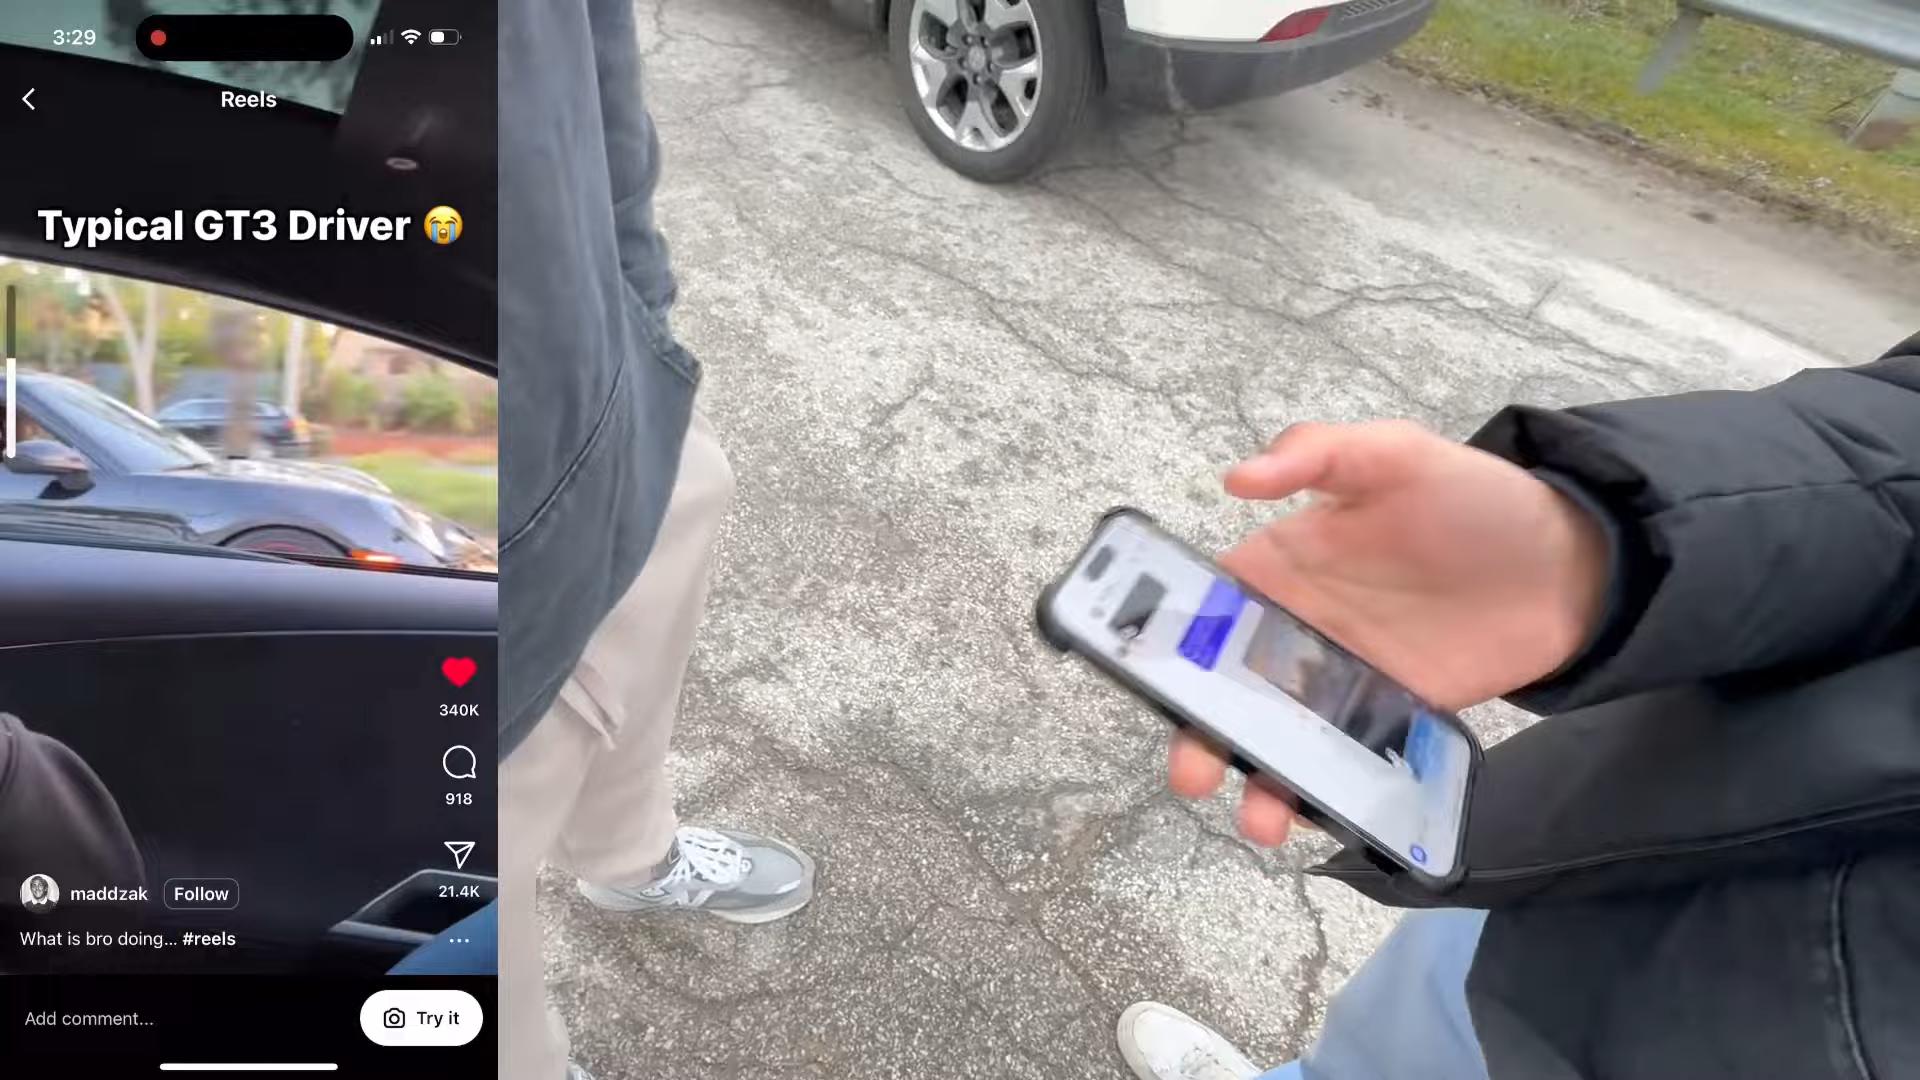 3:29
Reels
Typical GT3 Driver 😭
340K
918
21.4K
maddzak
Follow
What is bro doing... #reels
...
Add comment...
Try it